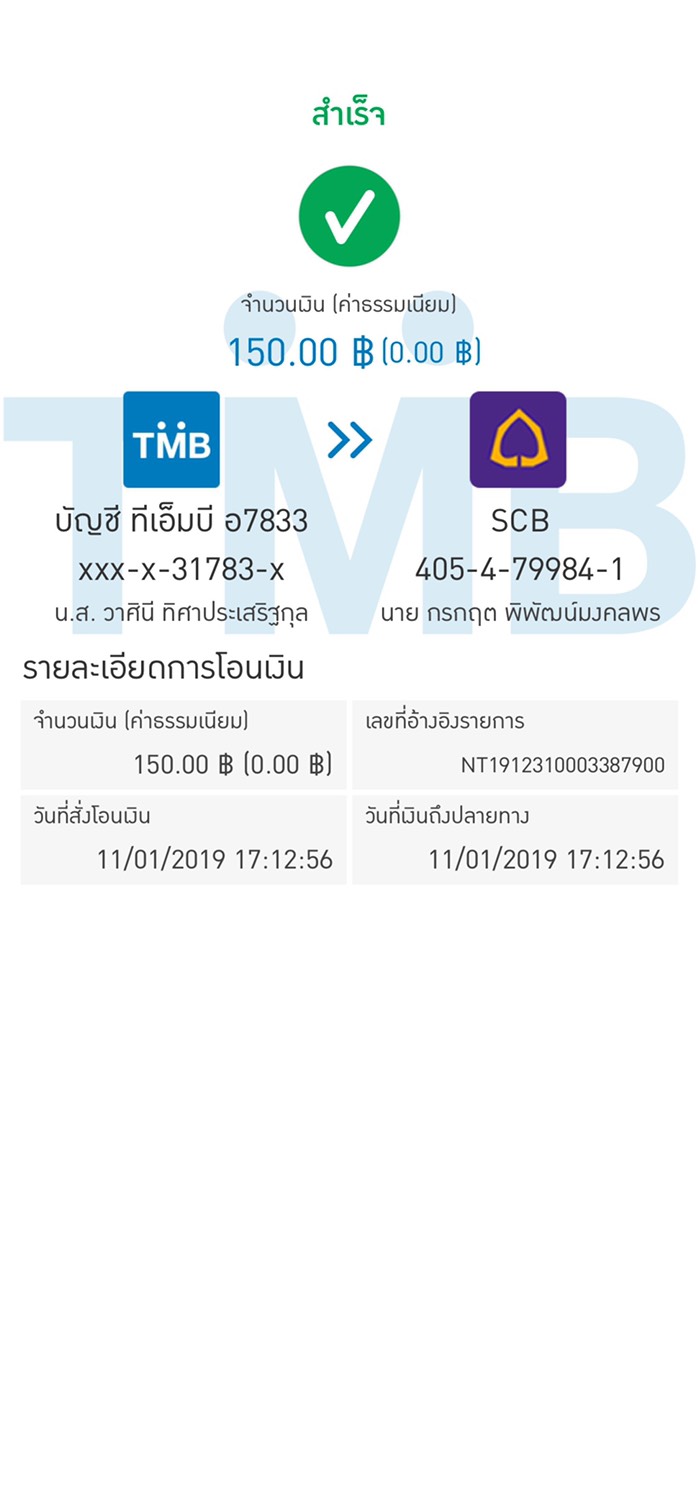 สำเร็จ
จำนวนเงิน (ค่าธรรมเนียม)
150.00 ฿ (0.00 ฿)
TMB
TMB
บัญชี ทีเอ็มบี อ7833
SCB
xxx-x-31783-x
405-4-79984-1
น.ส. วาศินี ทิศาประเสริฐกุล
นาย กรกฤต พิพัฒน์มงคลพร
รายละเอียดการโอนเงิน
จำนวนเงิน (ค่าธรรมเนียม)
เลขที่อ้างอิงรายการ
150.00 ฿ (0.00 ฿)
NT1912310003387900
วันที่สั่งโอนเงิน
วันที่เงินถึงปลายทาง
11/01/2019 17:12:56
11/01/2019 17:12:56